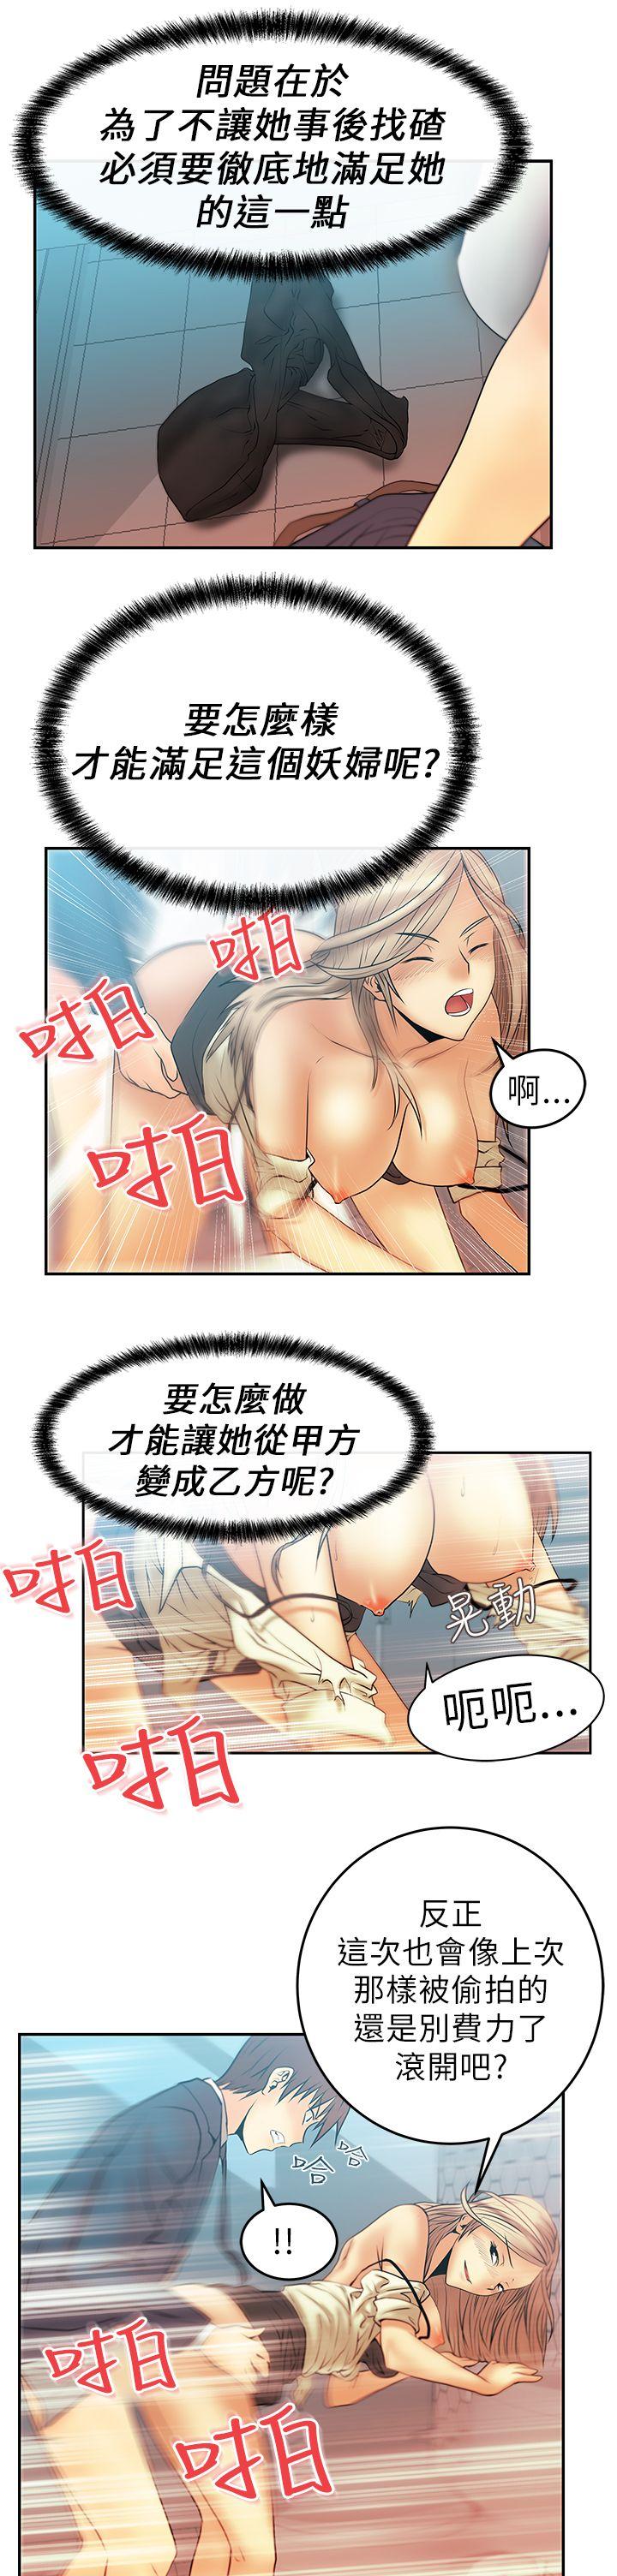 問題在於
為了不讓她事後找碴
必須要徹底地滿足她
的這一點
要怎麼樣
才能滿足這個妖婦呢?
啪
啪
啪
啊...
要怎麼做
才能讓她從甲方
變成乙方呢?
啪
晃動
呃呃...
啪
反正
這次也會像上次
那樣被偷拍的
還是別費力了
滾開吧?
哈
哈
!!
啪
啪